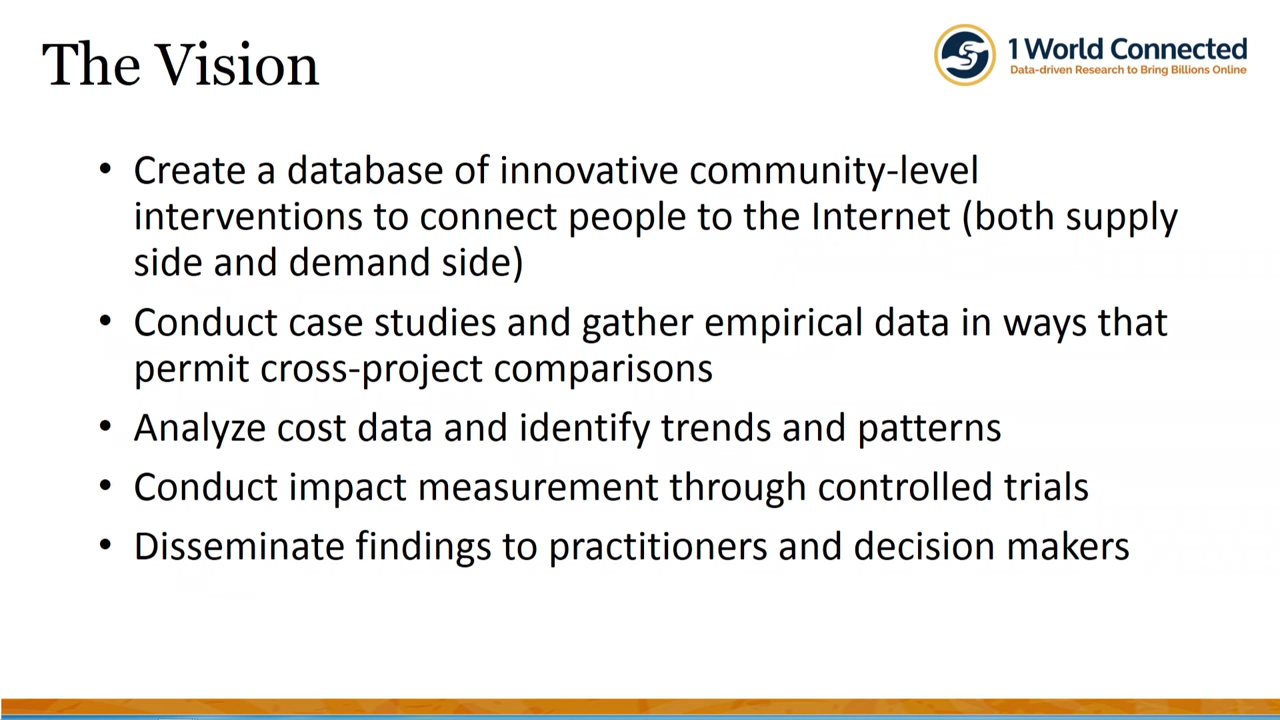 The Vision
1 World Connected
Data-driven Research to Bring Billions Online
• Create a database of innovative community-level
interventions to connect people to the Internet (both supply
side and demand side)
• Conduct case studies and gather empirical data in ways that
permit cross-project comparisons
• Analyze cost data and identify trends and patterns
• Conduct impact measurement through controlled trials
• Disseminate findings to practitioners and decision makers